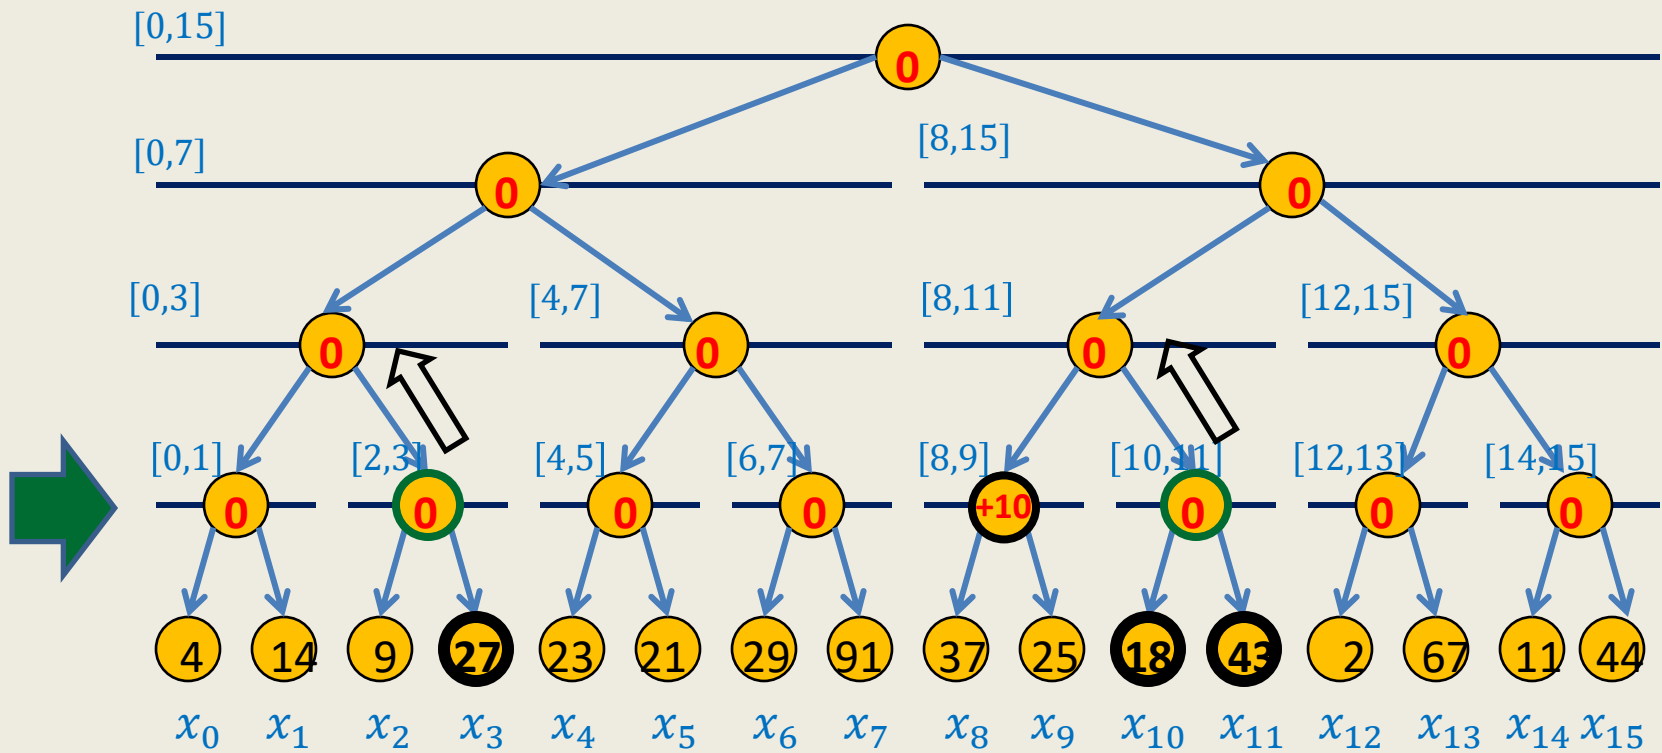 [0,15]
0
[0,7] [8,15]
0 0
[0,3] [4,7] [8,11] [12,15]
0 0 0 0
[0,1] [2,3] [4,5] [6,7] [8,9] [10,11] [12,13] [14,15]
0 0 0 0 +10 0 0 0
4 14 9 27 23 21 29 91 37 25 18 43 2 67 11 44
x₀ x₁ x₂ x₃ x₄ x₅ x₆ x₇ x₈ x₉ x₁₀ x₁₁ x₁₂ x₁₃ x₁₄ x₁₅